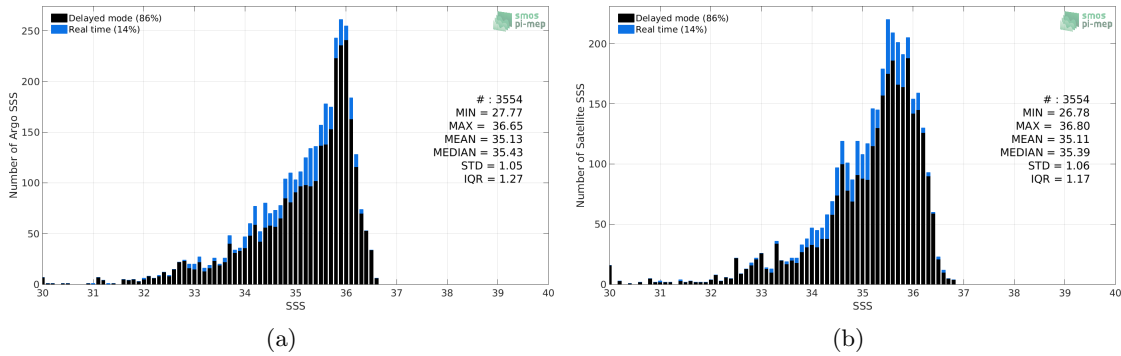 Delayed mode (86%)
Real time (14%)
smos
pi-mep
250
200
150
100
50
0
Number of Argo SSS
# : 3554
MIN = 27.77
MAX = 36.65
MEAN = 35.13
MEDIAN = 35.43
STD = 1.05
IQR = 1.27
30 31 32 33 34 35 36 37 38 39 40
SSS
(a)
Delayed mode (86%)
Real time (14%)
smos
pi-mep
200
150
100
50
0
Number of Satellite SSS
# : 3554
MIN = 26.78
MAX = 36.80
MEAN = 35.11
MEDIAN = 35.39
STD = 1.06
IQR = 1.17
30 31 32 33 34 35 36 37 38 39 40
SSS
(b)